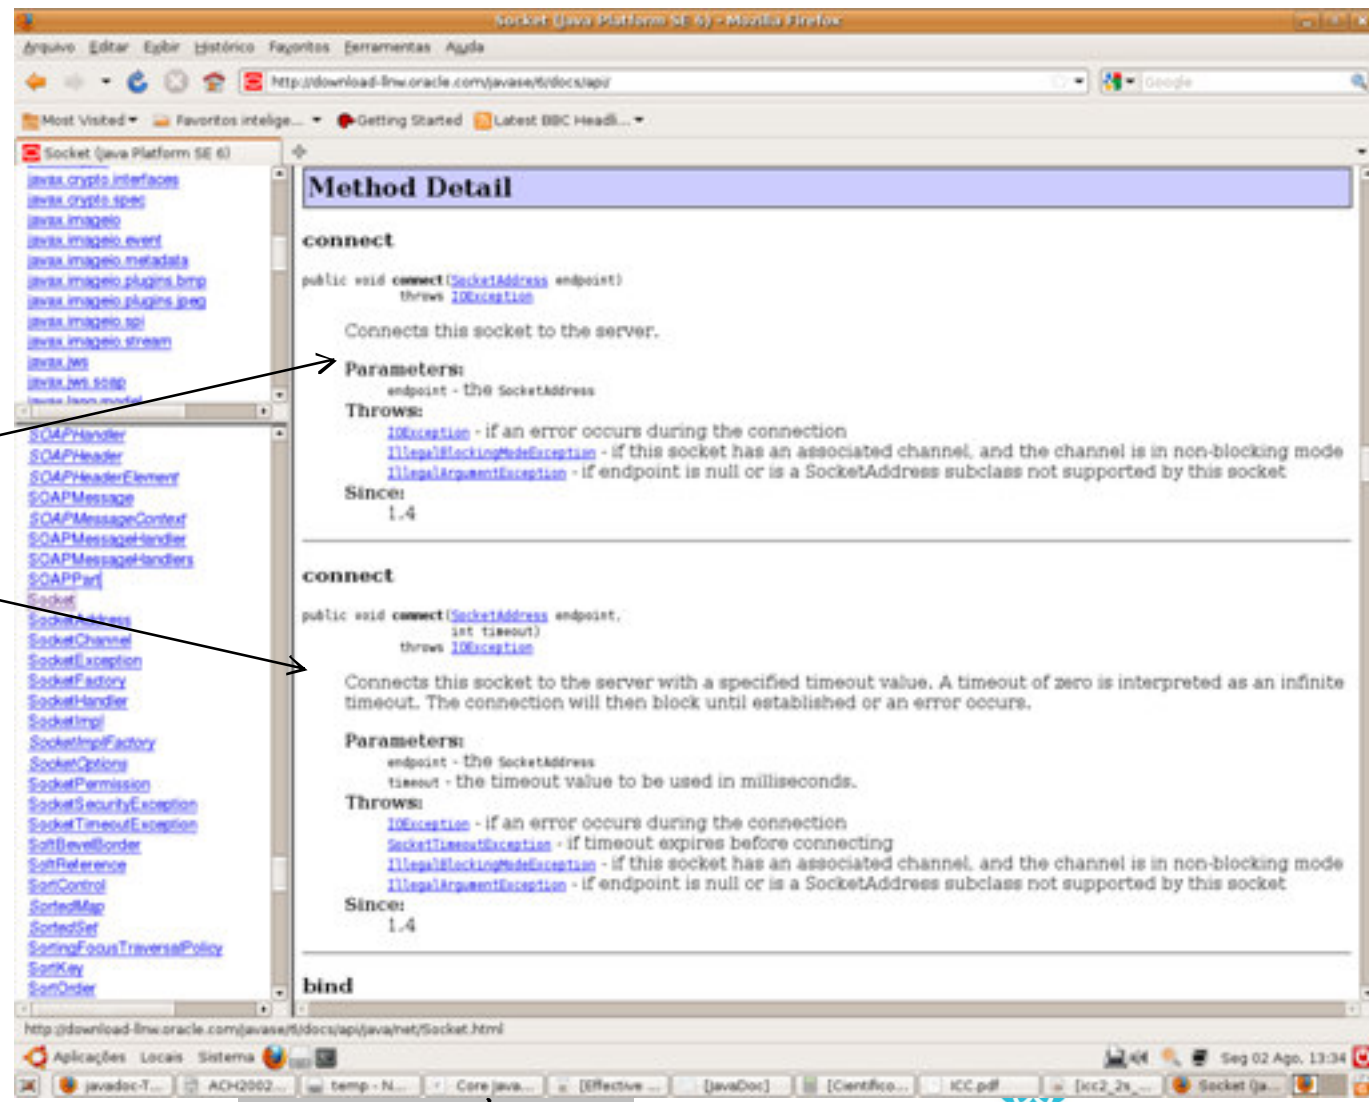 Socket (Java Platform SE 6) - Mozilla Firefox
Arquivo Editar Exibir Histórico Favoritos Ferramentas Ajuda
http://download-llnw.oracle.com/javase/6/docs/api/
Google
Most Visited Favoritos intelige... Getting Started Latest BBC Headli...
Socket (Java Platform SE 6)
javax.crypto.interfaces
javax.crypto.spec
javax.imageio
javax.imageio.event
javax.imageio.metadata
javax.imageio.plugins.bmp
javax.imageio.plugins.jpeg
javax.imageio.spi
javax.imageio.stream
javax.jws
javax.jws.soap
javax.lang.model
SOAPHandler
SOAPHeader
SOAPHeaderElement
SOAPMessage
SOAPMessageContext
SOAPMessageHandler
SOAPMessageHandlers
SOAPPart
Socket
SocketAddress
SocketChannel
SocketException
SocketFactory
SocketHandler
SocketImpl
SocketImplFactory
SocketOptions
SocketPermission
SocketSecurityException
SocketTimeoutException
SoftBevelBorder
SoftReference
SortControl
SortedMap
SortedSet
SortingFocusTraversalPolicy
SortKey
SortOrder
Method Detail
connect
public void connect(SocketAddress endpoint)
throws IOException
Connects this socket to the server.
Parameters:
endpoint - the SocketAddress
Throws:
IOException - if an error occurs during the connection
IllegalBlockingModeException - if this socket has an associated channel, and the channel is in non-blocking mode
IllegalArgumentException - if endpoint is null or is a SocketAddress subclass not supported by this socket
Since:
1.4
connect
public void connect(SocketAddress endpoint,
int timeout)
throws IOException
Connects this socket to the server with a specified timeout value. A timeout of zero is interpreted as an infinite
timeout. The connection will then block until established or an error occurs.
Parameters:
endpoint - the SocketAddress
timeout - the timeout value to be used in milliseconds.
Throws:
IOException - if an error occurs during the connection
SocketTimeoutException - if timeout expires before connecting
IllegalBlockingModeException - if this socket has an associated channel, and the channel is in non-blocking mode
IllegalArgumentException - if endpoint is null or is a SocketAddress subclass not supported by this socket
Since:
1.4
bind
http://download-llnw.oracle.com/javase/6/docs/api/java/net/Socket.html
Aplicações Locais Sistema Seg 02 Ago, 13:34
javadoc-T... ACH2002... temp - N... Core Java... [Effective ... [JavaDoc] [Científico... ICC.pdf [icc2_2s_... Socket (Ja...